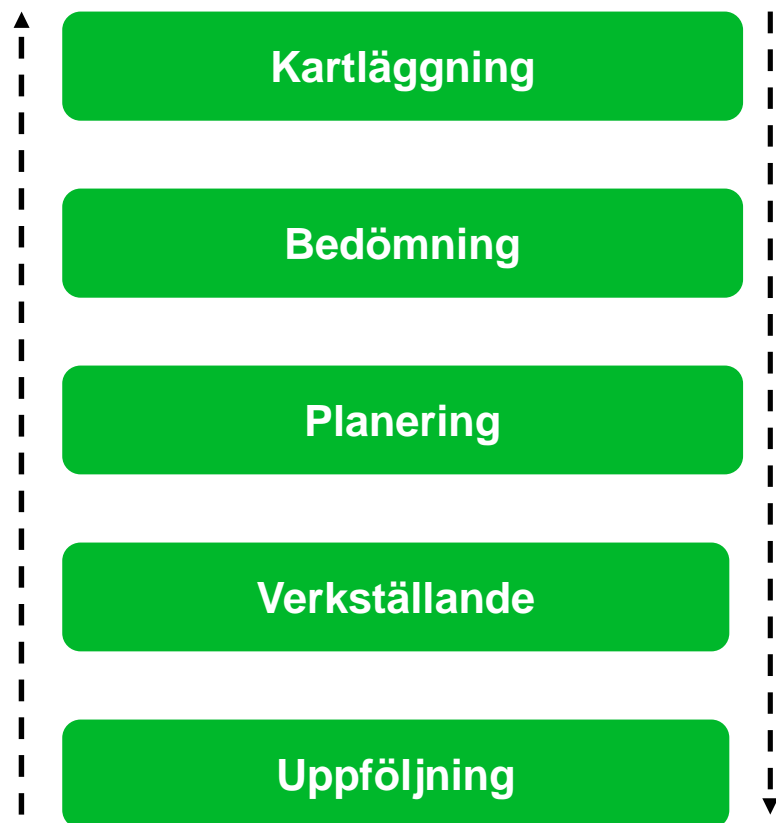 Kartläggning
Bedömning
Planering
Verkställande
Uppföljning